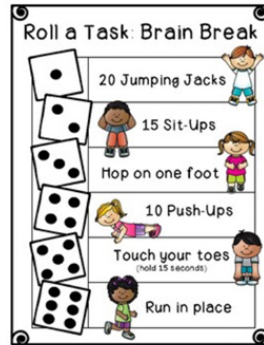 Roll a Task: Brain Break
20 Jumping Jacks
15 Sit-Ups
Hop on one foot
10 Push-Ups
Touch your toes
(hold 15 seconds)
Run in place